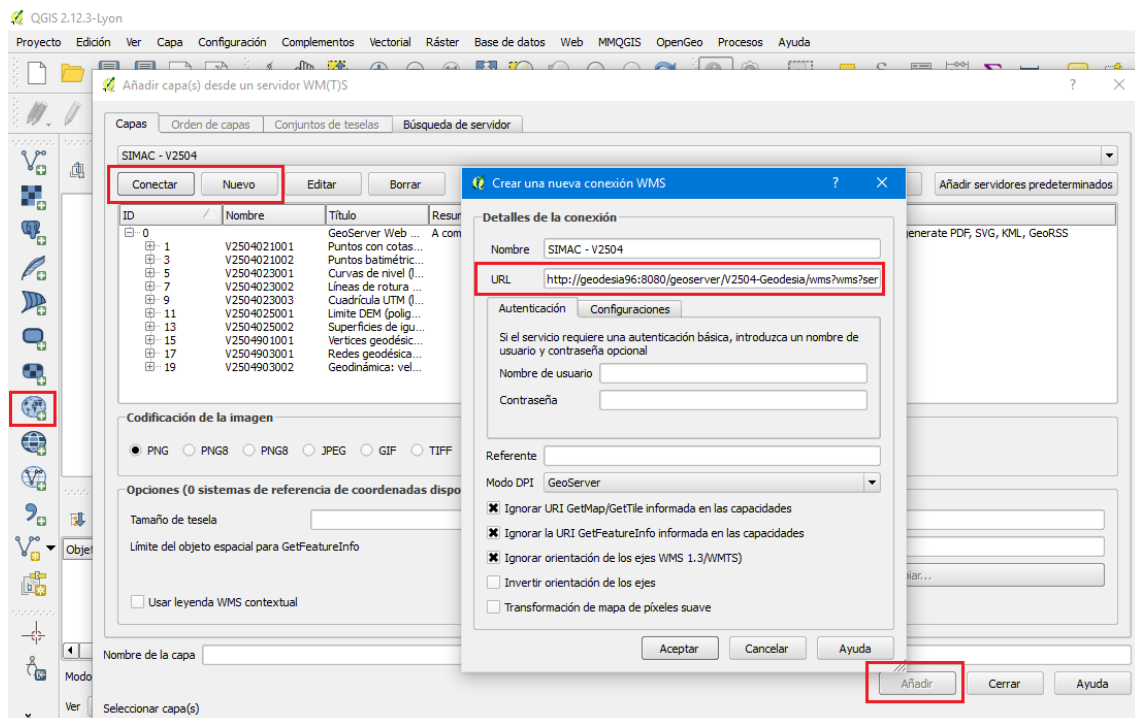 QGIS 2.12.3-Lyon
Proyecto Edición Ver Capa Configuración Complementos Vectorial Ráster Base de datos Web MMQGIS OpenGeo Procesos Ayuda
Añadir capa(s) desde un servidor WM(T)S ?
Capas Orden de capas Conjuntos de teselas Búsqueda de servidor
SIMAC - V2504
Conectar Nuevo Editar Borrar Añadir servidores predeterminados
ID Nombre Título
0 GeoServer Web ... A com enerate PDF, SVG, KML, GeoRSS
1 V2504021001 Puntos con cotas...
3 V2504021002 Puntos batimétric...
5 V2504023001 Curvas de nivel (l...
7 V2504023002 Líneas de rotura ...
9 V2504023003 Cuadrícula UTM (l...
11 V2504025001 Limite DEM (polig...
13 V2504025002 Superficies de igu...
15 V2504901001 Vertices geodésic...
17 V2504903001 Redes geodésica...
19 V2504903002 Geodinámica: vel...
Codificación de la imagen
PNG PNG8 PNG8 JPEG GIF TIFF
Opciones (0 sistemas de referencia de coordenadas dispo
Tamaño de tesela
Límite del objeto espacial para GetFeatureInfo
iar...
Usar leyenda WMS contextual
Nombre de la capa
Añadir Cerrar Ayuda
Seleccionar capa(s)
Obje
Modo
Ver
Crear una nueva conexión WMS ?
Detalles de la conexión
Nombre SIMAC - V2504
URL http://geodesia96:8080/geoserver/V2504-Geodesia/wms?wms?ser
Autenticación Configuraciones
Si el servicio requiere una autenticación básica, introduzca un nombre de
usuario y contraseña opcional
Nombre de usuario
Contraseña
Referente
Modo DPI GeoServer
Ignorar URI GetMap/GetTile informada en las capacidades
Ignorar la URI GetFeatureInfo informada en las capacidades
Ignorar orientación de los ejes WMS 1.3/WMTS)
Invertir orientación de los ejes
Transformación de mapa de píxeles suave
Aceptar Cancelar Ayuda